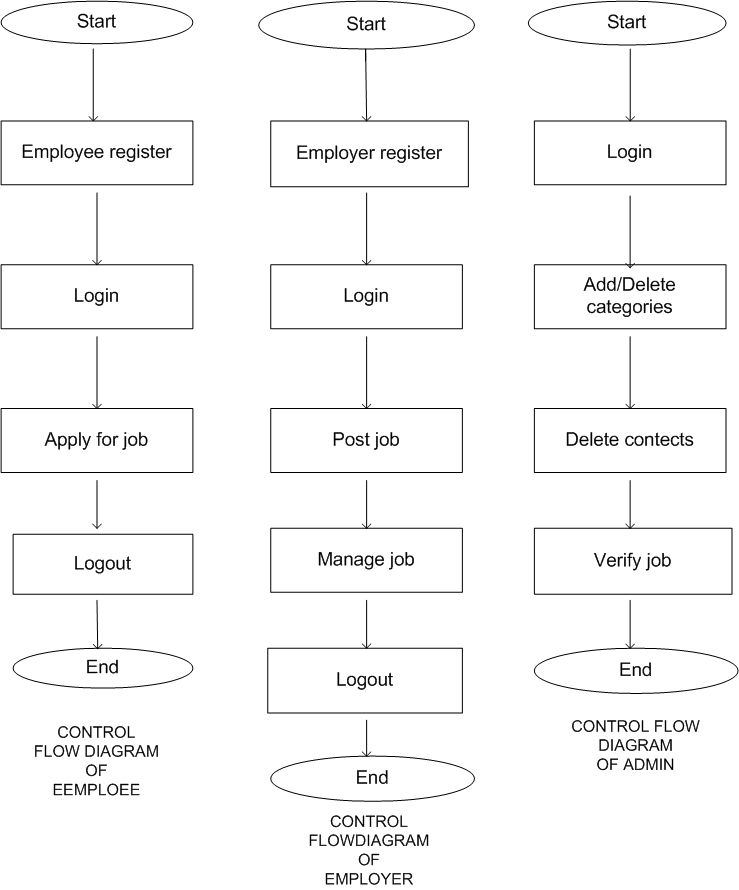 Start
Employee register
Login
Apply for job
Logout
End
CONTROL
FLOW DIAGRAM
OF
EEMPLOEE
Start
Employer register
Login
Post job
Manage job
Logout
End
CONTROL
FLOWDIAGRAM
OF
EMPLOYER
Start
Login
Add/Delete
categories
Delete contects
Verify job
End
CONTROL FLOW
DIAGRAM
OF ADMIN